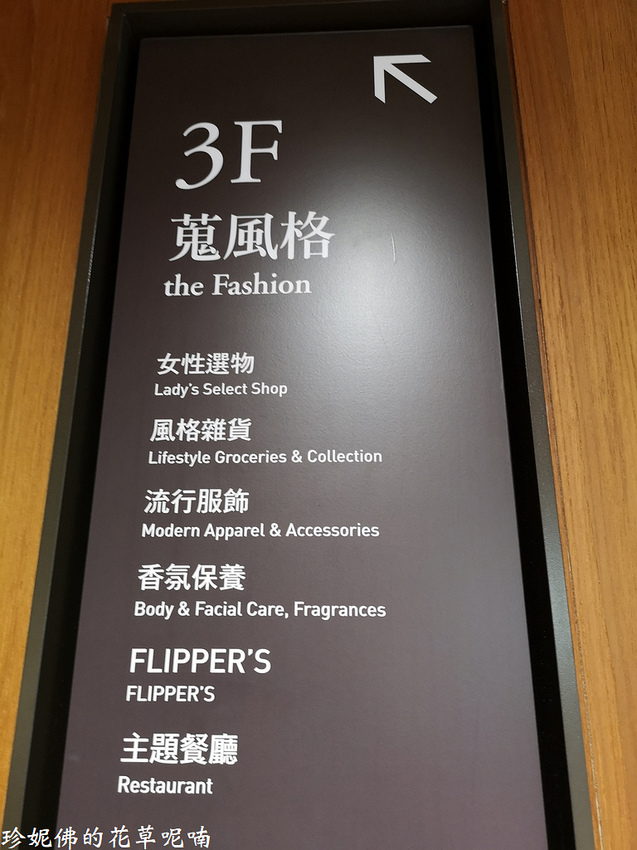 3F
蒐風格
the Fashion
女性選物
Lady's Select Shop
風格雜貨
Lifestyle Groceries & Collection
流行服飾
Modern Apparel & Accessories
香氛保養
Body & Facial Care, Fragrances
FLIPPER'S
FLIPPER'S
主題餐廳
Restaurant
珍妮佛的花草呢喃